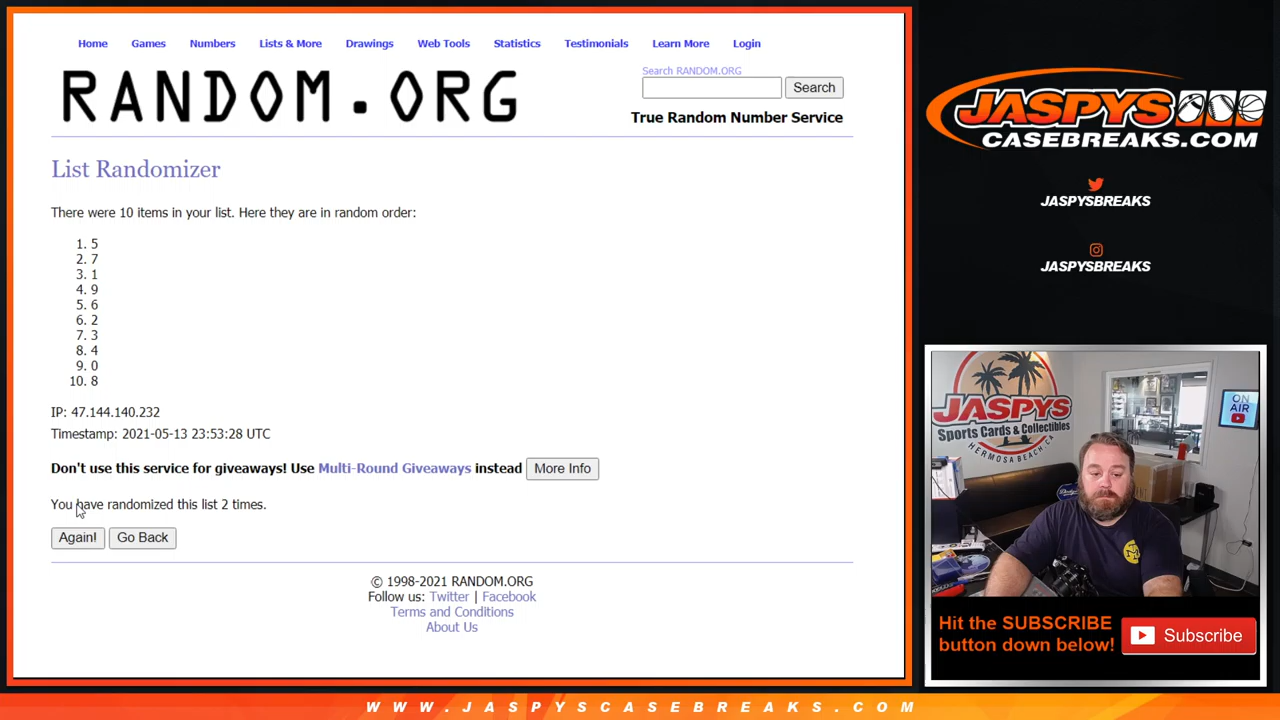 Home Games Numbers Lists & More Drawings Web Tools Statistics Testimonials Learn More Login
RANDOM.ORG
Search RANDOM.ORG
Search
True Random Number Service
List Randomizer
There were 10 items in your list. Here they are in random order:
1. 5
2. 7
3. 1
4. 9
5. 6
6. 2
7. 3
8. 4
9. 0
10. 8
IP: 47.144.140.232
Timestamp: 2021-05-13 23:53:28 UTC
Don't use this service for giveaways! Use Multi-Round Giveaways instead More Info
You have randomized this list 2 times.
Again! Go Back
© 1998-2021 RANDOM.ORG
Follow us: Twitter | Facebook
Terms and Conditions
About Us
JASPYS
CASEBREAKS.COM
JASPYSBREAKS
JASPYSBREAKS
JASPYS
Sports Cards & Collectibles
HERMOSA BEACH CA
ON
AIR
Hit the SUBSCRIBE
button down below!
Subscribe
WWW.JASPYSCASEBREAKS.COM